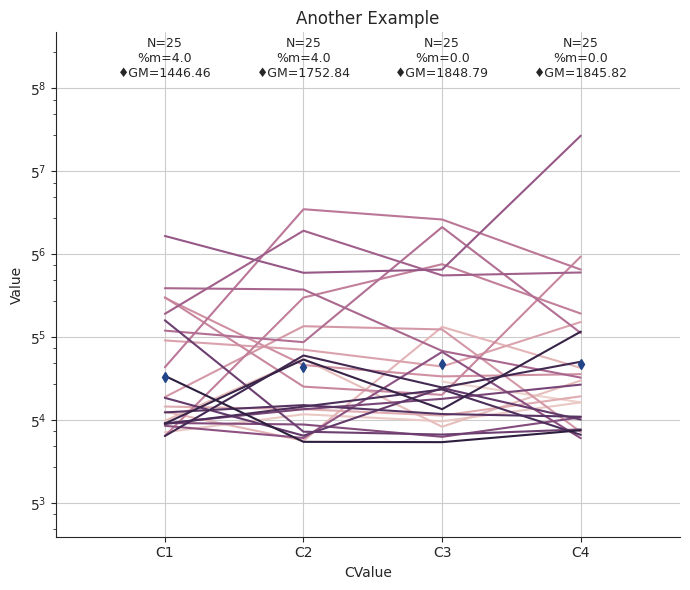 Another Example
N=25 N=25 N=25 N=25
%m=4.0 %m=4.0 %m=0.0 %m=0.0
♦GM=1446.46 ♦GM=1752.84 ♦GM=1848.79 ♦GM=1845.82
5^8
5^7
5^6
5^5
5^4
5^3
Value
C1 C2 C3 C4
CValue